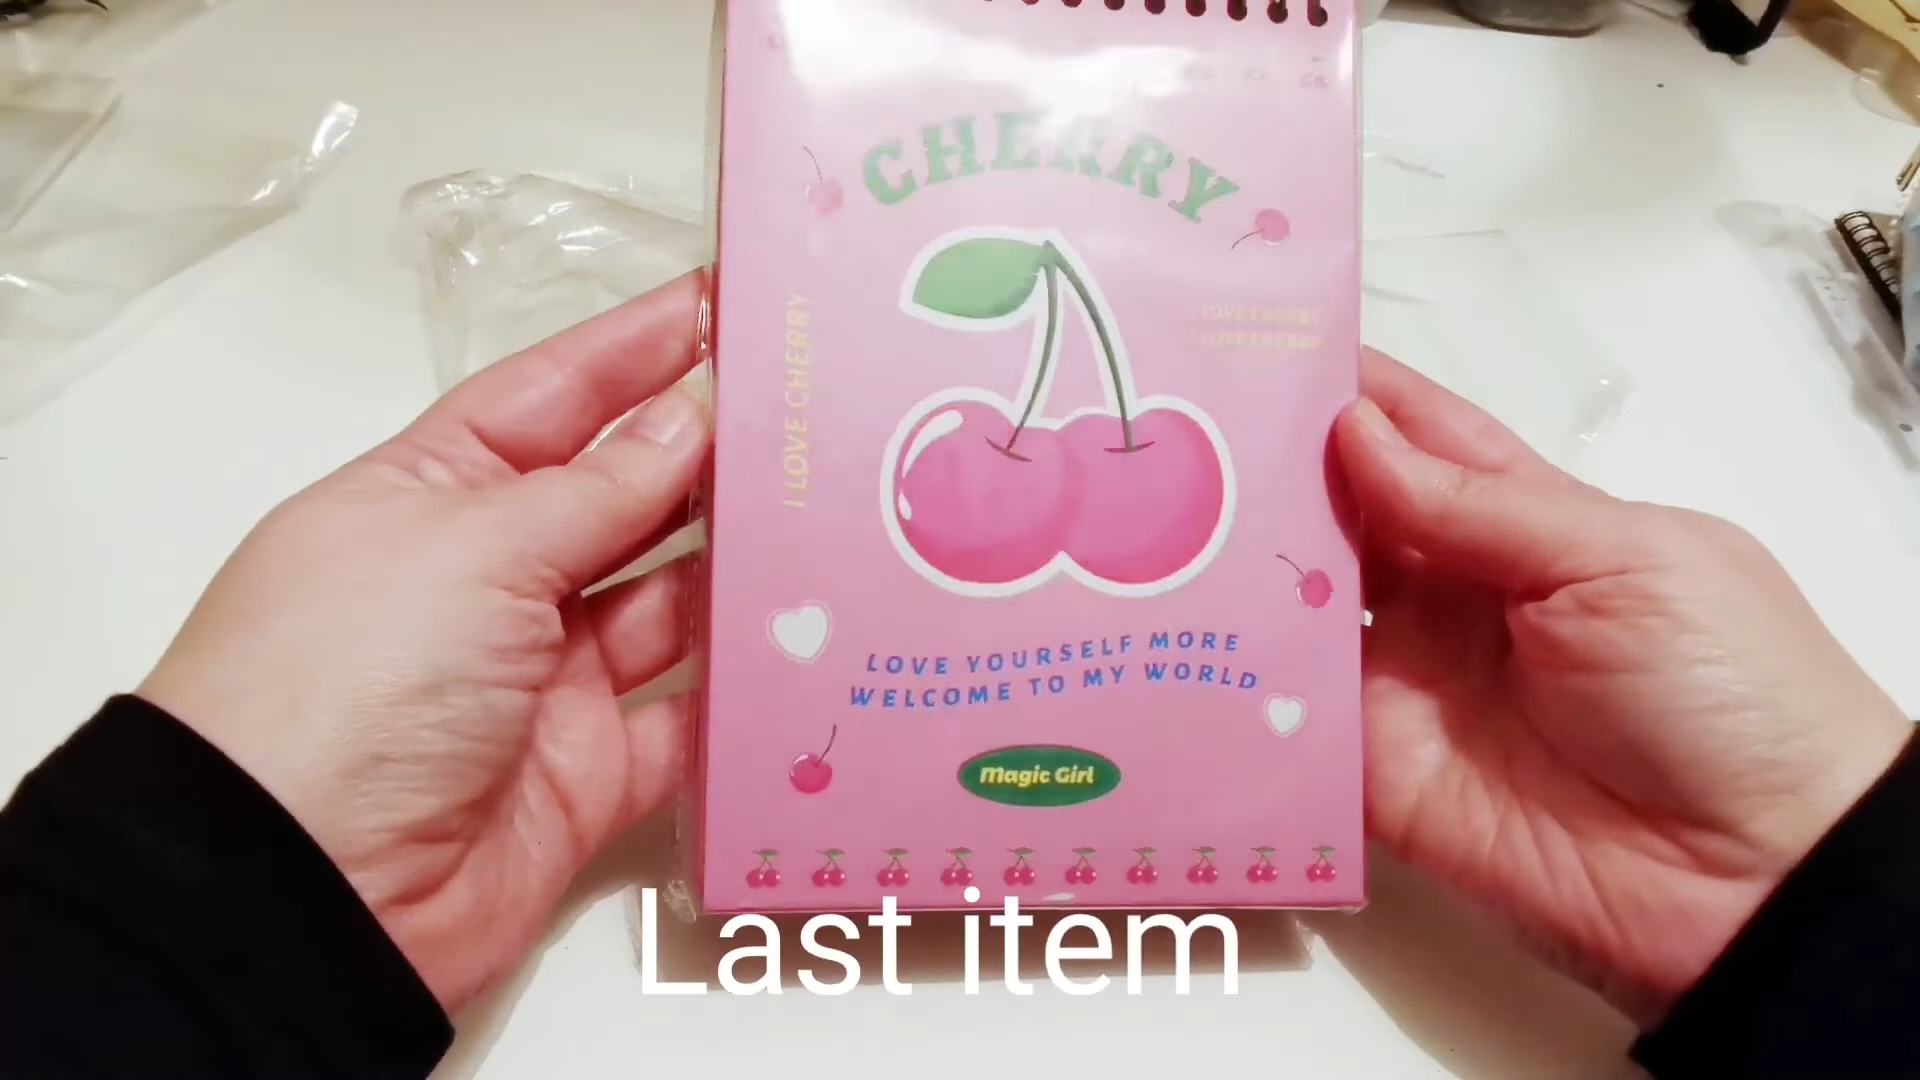 CHERRY
I LOVE CHERRY
LOVE YOURSELF MORE
WELCOME TO MY WORLD
Magic Girl
Last item